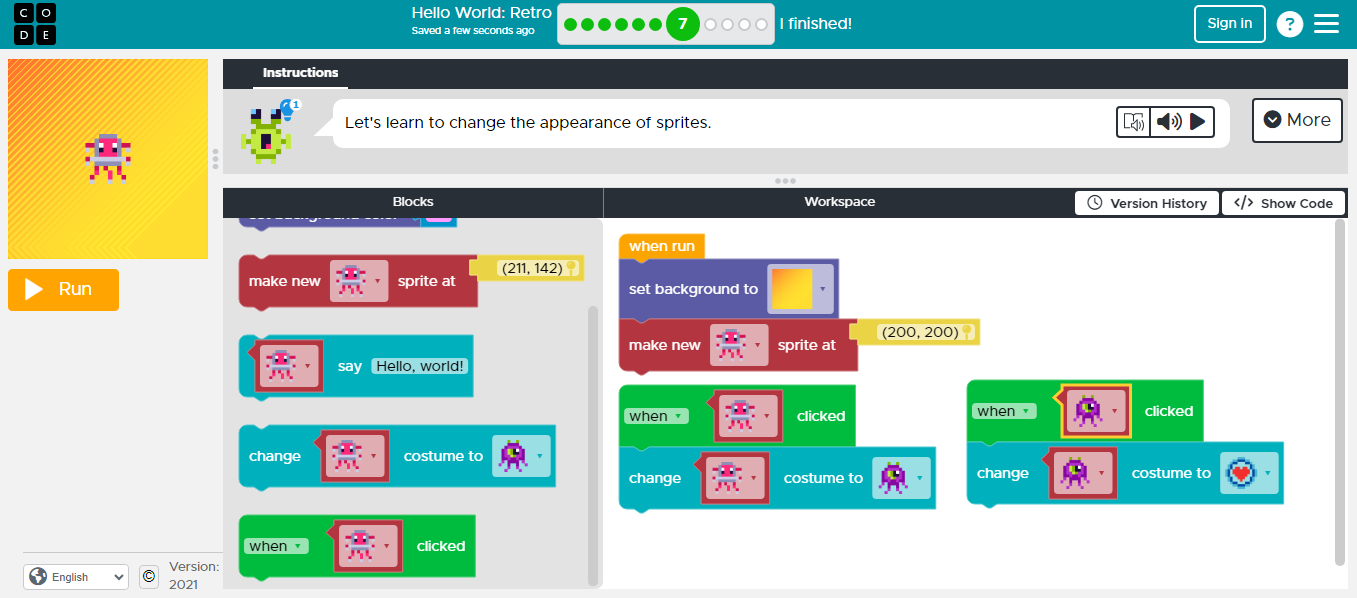 C O
D E
Hello World: Retro
Saved a few seconds ago
7
I finished!
Sign in
?
Instructions
1
Let's learn to change the appearance of sprites.
More
Blocks
Workspace
Version History
</> Show Code
Run
set background color
make new sprite at (211, 142)
say Hello, world!
change costume to
when clicked
when run
set background to
make new sprite at (200, 200)
when clicked
change costume to
when clicked
change costume to
English
©
Version:
2021